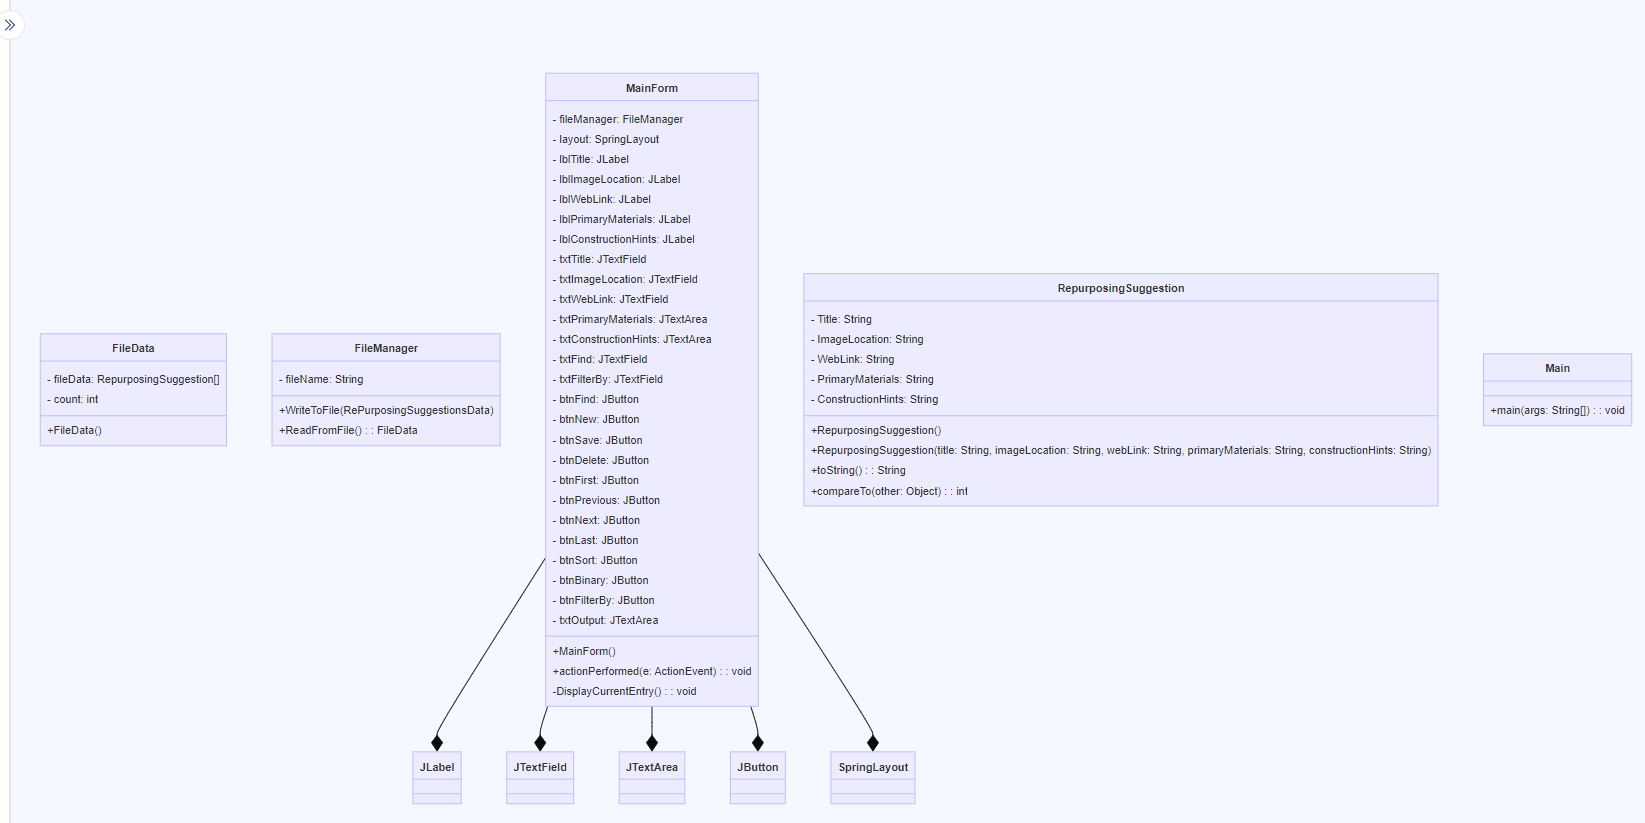 FileData
- fileData: RepurposingSuggestion[]
- count: int
+FileData()
FileManager
- fileName: String
+WriteToFile(RePurposingSuggestionsData)
+ReadFromFile() : : FileData
MainForm
- fileManager: FileManager
- layout: SpringLayout
- lblTitle: JLabel
- lblImageLocation: JLabel
- lblWebLink: JLabel
- lblPrimaryMaterials: JLabel
- lblConstructionHints: JLabel
- txtTitle: JTextField
- txtImageLocation: JTextField
- txtWebLink: JTextField
- txtPrimaryMaterials: JTextArea
- txtConstructionHints: JTextArea
- txtFind: JTextField
- txtFilterBy: JTextField
- btnFind: JButton
- btnNew: JButton
- btnSave: JButton
- btnDelete: JButton
- btnFirst: JButton
- btnPrevious: JButton
- btnNext: JButton
- btnLast: JButton
- btnSort: JButton
- btnBinary: JButton
- btnFilterBy: JButton
- txtOutput: JTextArea
+MainForm()
+actionPerformed(e: ActionEvent) : : void
-DisplayCurrentEntry() : : void
RepurposingSuggestion
- Title: String
- ImageLocation: String
- WebLink: String
- PrimaryMaterials: String
- ConstructionHints: String
+RepurposingSuggestion()
+RepurposingSuggestion(title: String, imageLocation: String, webLink: String, primaryMaterials: String, constructionHints: String)
+toString() : : String
+compareTo(other: Object) : : int
Main
+main(args: String[]) : : void
JLabel
JTextField
JTextArea
JButton
SpringLayout